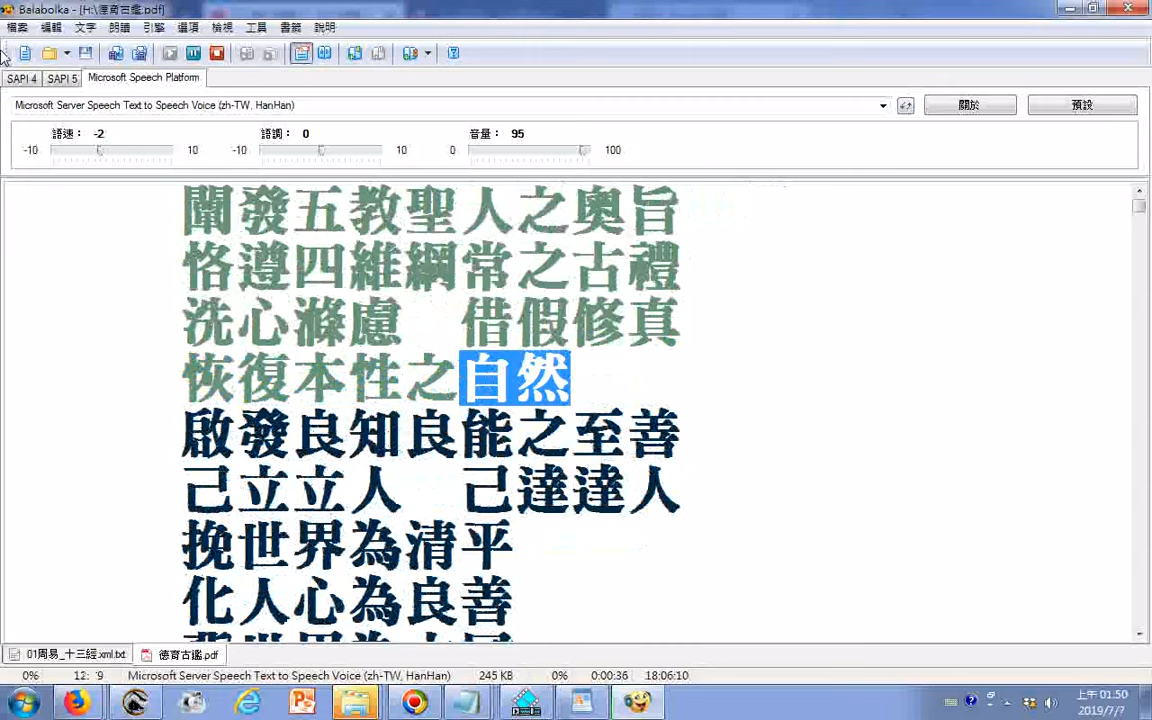 Balabolka - [H:\德育古鑑.pdf]
檔案 編輯 文字 朗讀 引擎 選項 檢視 工具 書籤 說明
SAPI 4 SAPI 5 Microsoft Speech Platform
Microsoft Server Speech Text to Speech Voice (zh-TW, HanHan) 關於 預設
語速： -2 語調： 0 音量： 95
-10 10 -10 10 0 100
闡發五教聖人之奧旨
恪遵四維綱常之古禮
洗心滌慮 借假修真
恢復本性之自然
啟發良知良能之至善
己立立人 己達達人
挽世界為清平
化人心為良善
01周易_十三經.xml.txt 德育古鑑.pdf
0% Microsoft Server Speech Text to Speech Voice (zh-TW, HanHan) 245 KB 0% 0:00:36 18:06:10
上午 01:50
2019/7/7